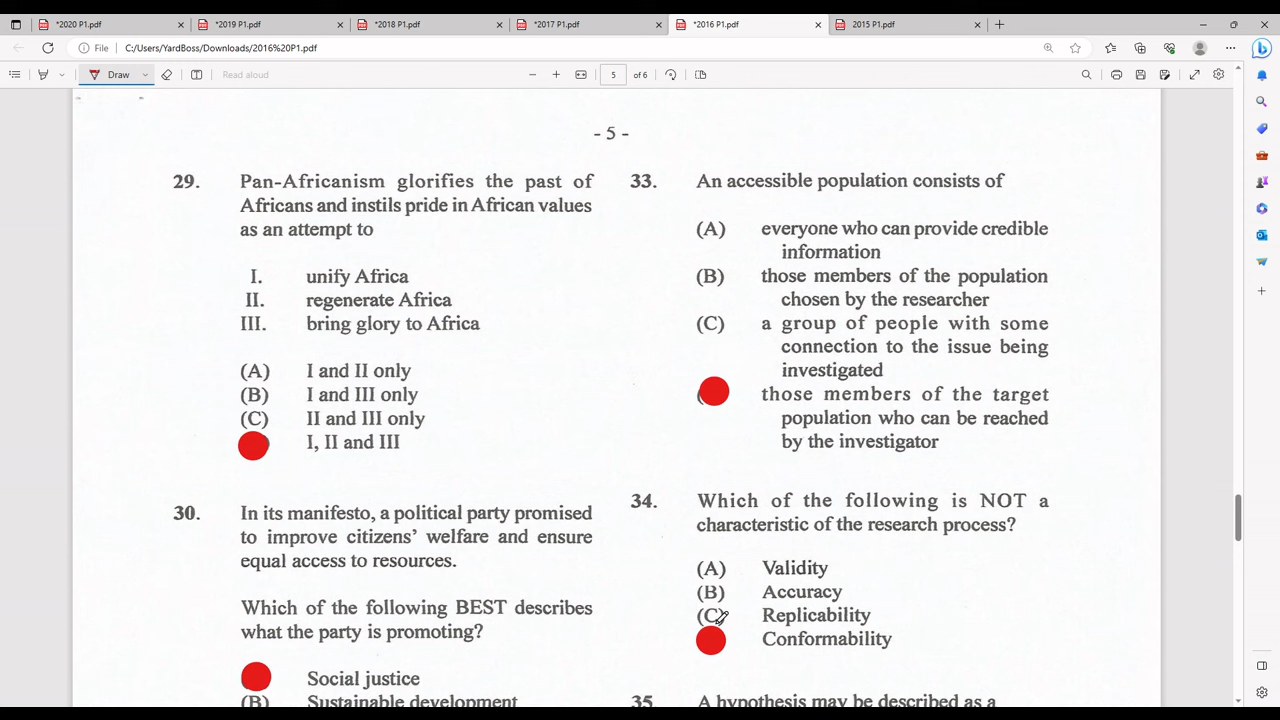 *2020 P1.pdf
*2019 P1.pdf
*2018 P1.pdf
*2017 P1.pdf
*2016 P1.pdf
2015 P1.pdf
File C:/Users/YardBoss/Downloads/2016%20P1.pdf
Draw
Read aloud
5 of 6
- 5 -
29. Pan-Africanism glorifies the past of
Africans and instils pride in African values
as an attempt to
I. unify Africa
II. regenerate Africa
III. bring glory to Africa
(A) I and II only
(B) I and III only
(C) II and III only
I, II and III
30. In its manifesto, a political party promised
to improve citizens' welfare and ensure
equal access to resources.
Which of the following BEST describes
what the party is promoting?
Social justice
(B) Sustainable development
33. An accessible population consists of
(A) everyone who can provide credible
information
(B) those members of the population
chosen by the researcher
(C) a group of people with some
connection to the issue being
investigated
those members of the target
population who can be reached
by the investigator
34. Which of the following is NOT a
characteristic of the research process?
(A) Validity
(B) Accuracy
(C) Replicability
Conformability
35. A hypothesis may be described as a